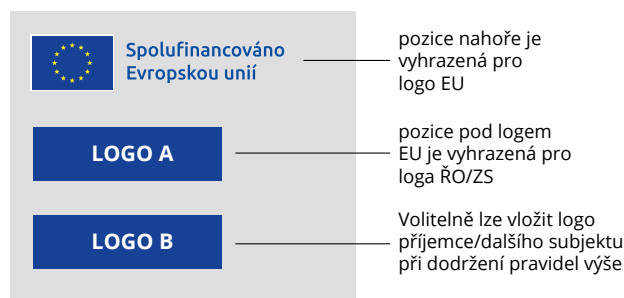 Spolufinancováno
Evropskou unií
pozice nahoře je
vyhrazená pro
logo EU
LOGO A
pozice pod logem
EU je vyhrazená pro
loga ŘO/ZS
LOGO B
Volitelně lze vložit logo
příjemce/dalšího subjektu
při dodržení pravidel výše